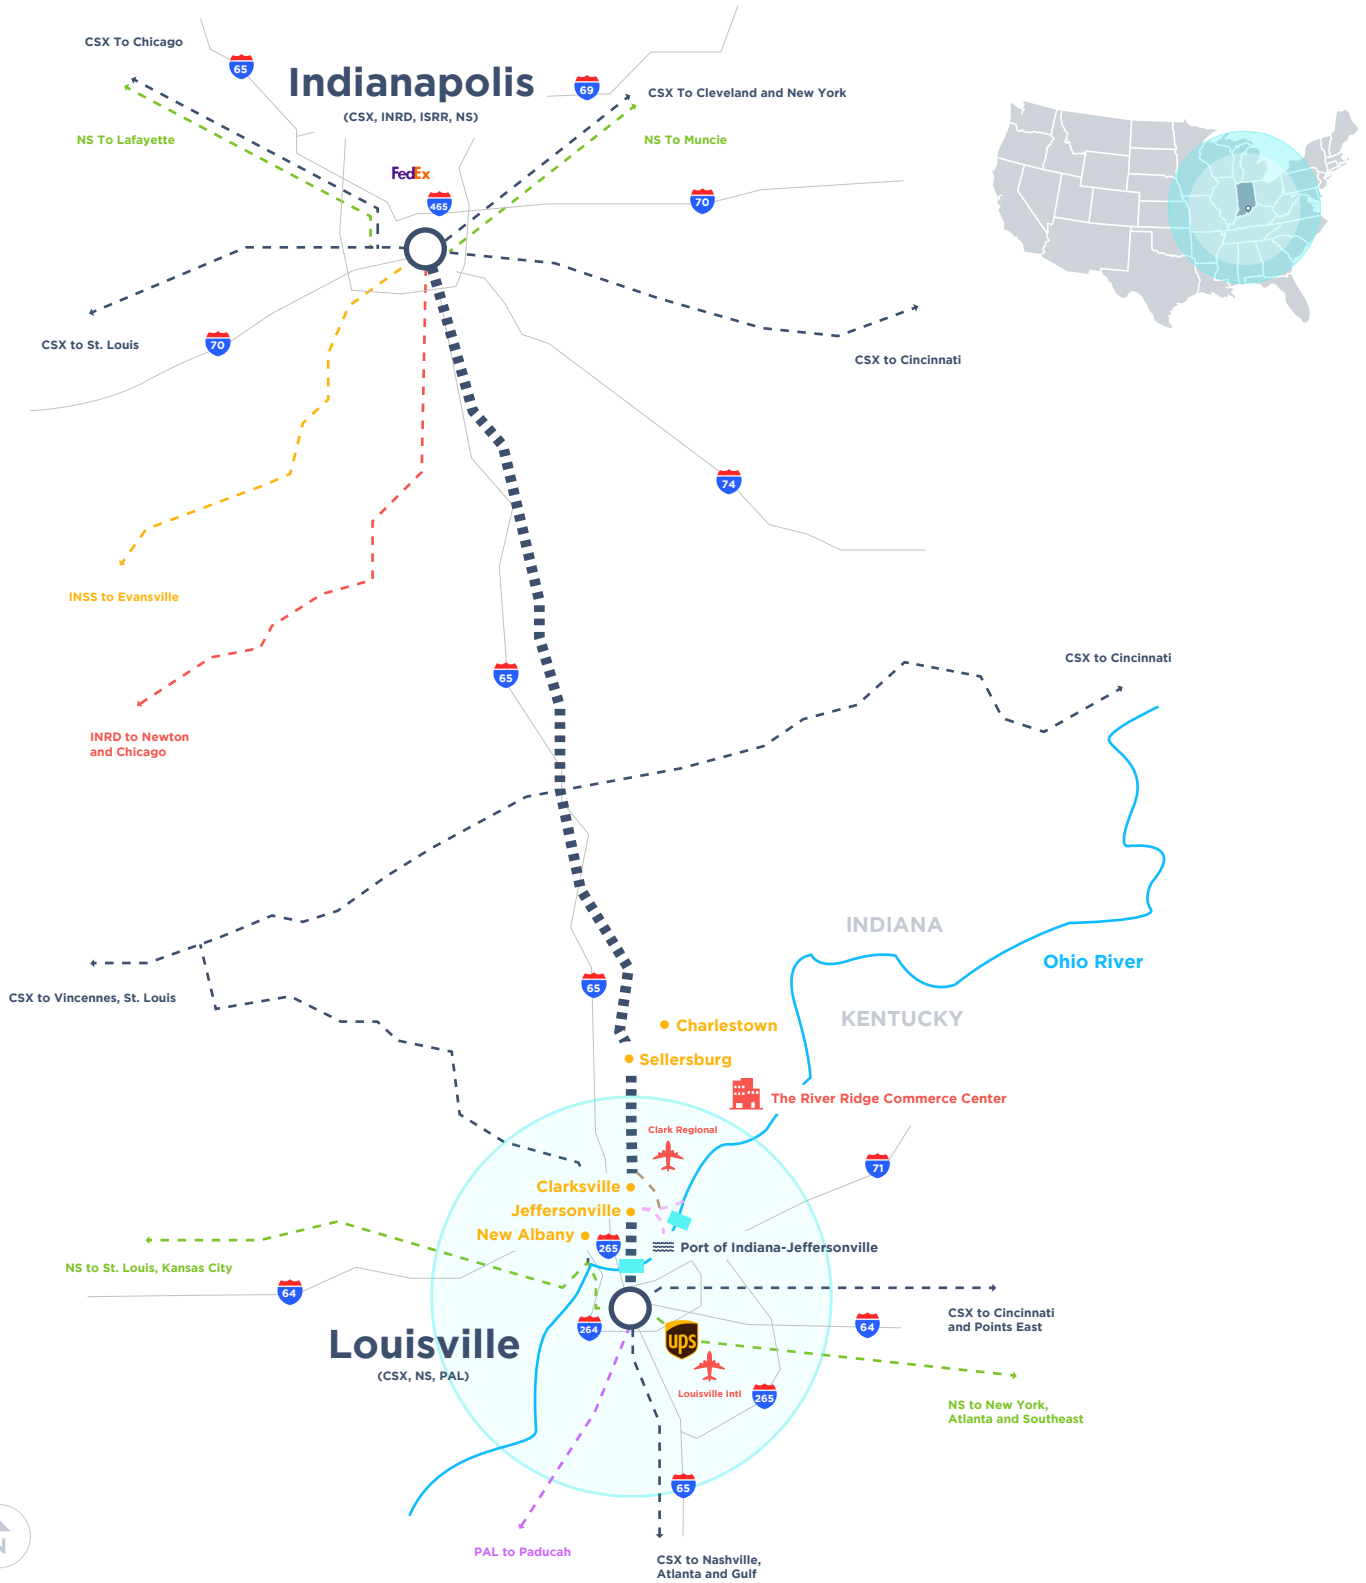 CSX To Chicago
65
Indianapolis
69
CSX To Cleveland and New York
(CSX, INRD, ISRR, NS)
NS To Lafayette
NS To Muncie
FedEx
465
70
CSX to St. Louis
70
CSX to Cincinnati
74
INSS to Evansville
65
CSX to Cincinnati
INRD to Newton
and Chicago
INDIANA
Ohio River
65
CSX to Vincennes, St. Louis
KENTUCKY
Charlestown
Sellersburg
The River Ridge Commerce Center
Clark Regional
71
Clarksville
Jeffersonville
New Albany
265
Port of Indiana-Jeffersonville
NS to St. Louis, Kansas City
64
CSX to Cincinnati
and Points East
264
64
Louisville
ups
(CSX, NS, PAL)
Louisville Intl
265
NS to New York,
Atlanta and Southeast
65
N
PAL to Paducah
CSX to Nashville,
Atlanta and Gulf